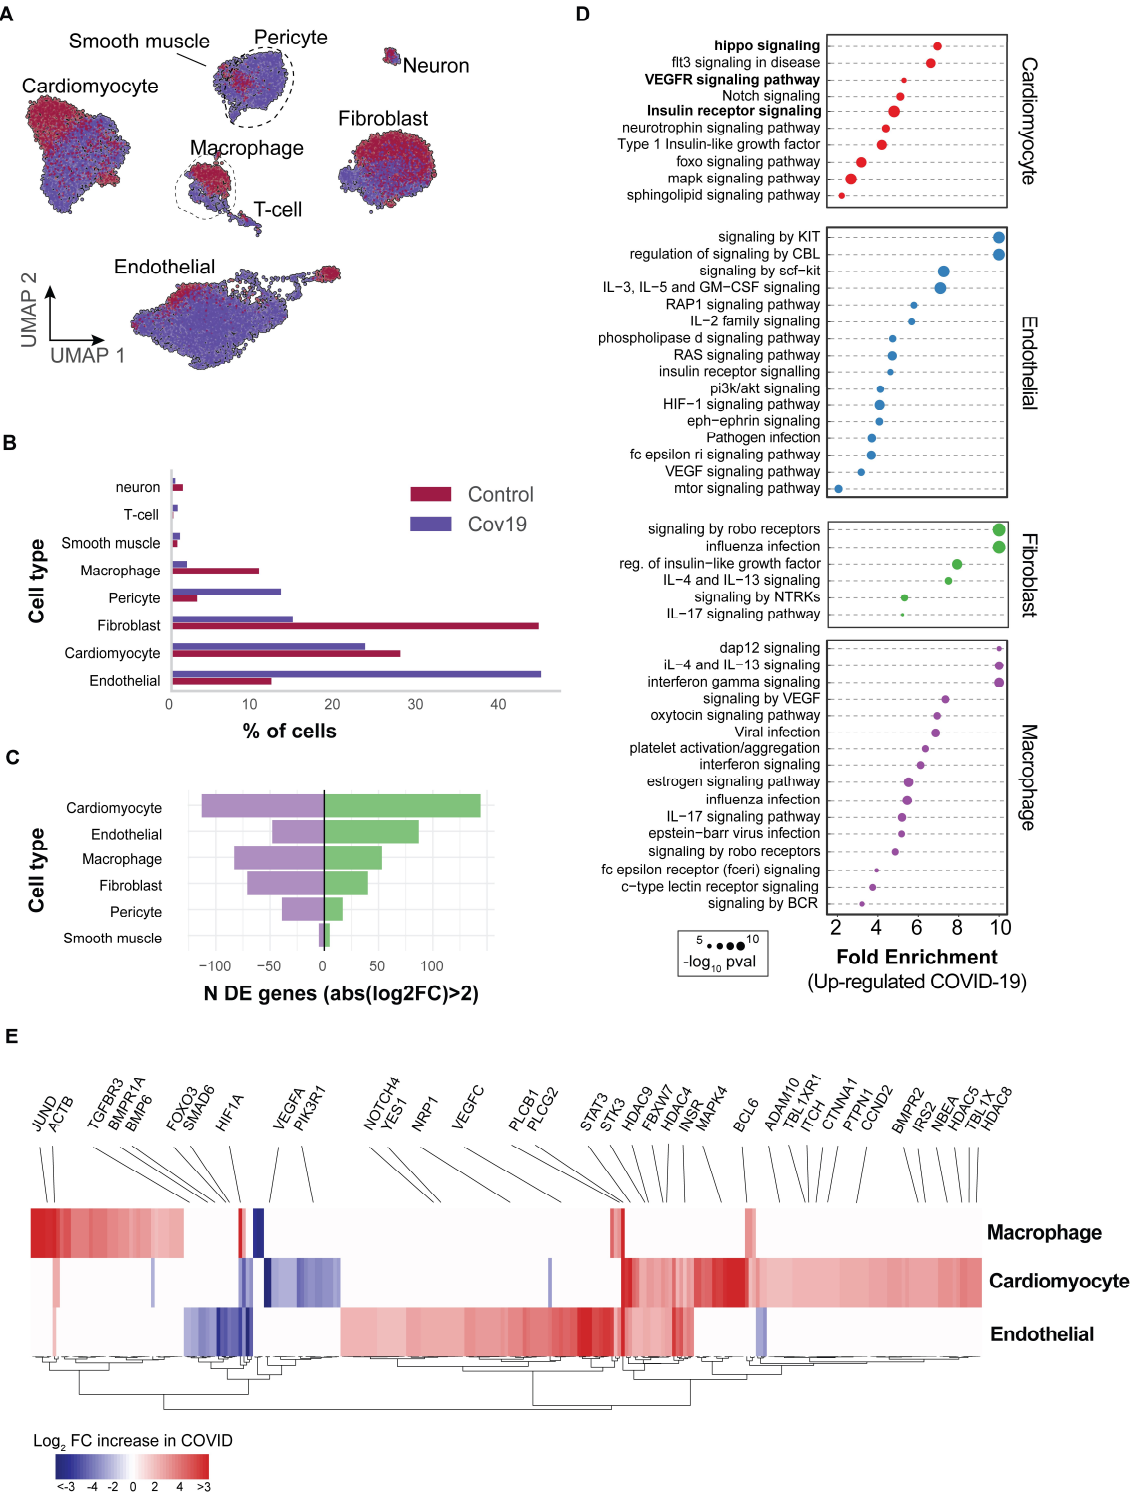 A
Smooth muscle
Pericyte
Neuron
Cardiomyocyte
Fibroblast
Macrophage
T-cell
Endothelial
UMAP 2
UMAP 1
B
Cell type
neuron
T-cell
Smooth muscle
Macrophage
Pericyte
Fibroblast
Cardiomyocyte
Endothelial
Control
Cov19
0 10 20 30 40
% of cells
C
Cell type
Cardiomyocyte
Endothelial
Macrophage
Fibroblast
Pericyte
Smooth muscle
−100 −50 0 50 100
N DE genes (abs(log2FC)>2)
D
hippo signaling
flt3 signaling in disease
VEGFR signaling pathway
Notch signaling
Insulin receptor signaling
neurotrophin signaling pathway
Type 1 Insulin−like growth factor
foxo signaling pathway
mapk signaling pathway
sphingolipid signaling pathway
Cardiomyocyte
signaling by KIT
regulation of signaling by CBL
signaling by scf−kit
IL−3, IL−5 and GM−CSF signaling
RAP1 signaling pathway
IL−2 family signaling
phospholipase d signaling pathway
RAS signaling pathway
insulin receptor signalling
pi3k/akt signaling
HIF−1 signaling pathway
eph−ephrin signaling
Pathogen infection
fc epsilon ri signaling pathway
VEGF signaling pathway
mtor signaling pathway
Endothelial
signaling by robo receptors
influenza infection
reg. of insulin−like growth factor
IL−4 and IL−13 signaling
signaling by NTRKs
IL−17 signaling pathway
Fibroblast
dap12 signaling
iL−4 and IL−13 signaling
interferon gamma signaling
signaling by VEGF
oxytocin signaling pathway
Viral infection
platelet activation/aggregation
interferon signaling
estrogen signaling pathway
influenza infection
IL−17 signaling pathway
epstein−barr virus infection
signaling by robo receptors
fc epsilon receptor (fceri) signaling
c−type lectin receptor signaling
signaling by BCR
Macrophage
2 4 6 8 10
Fold Enrichment
(Up-regulated COVID-19)
5 10
-log10 pval
E
JUND
ACTB
TGFBR3
BMPR1A
BMP6
FOXO3
SMAD6
HIF1A
VEGFA
PIK3R1
NOTCH4
YES1
NRP1
VEGFC
PLCB1
PLCG2
STAT3
STK3
HDAC9
FBXW7
HDAC4
INSR
MAPK4
BCL6
ADAM10
TBL1XR1
ITCH
CTNNA1
PTPN1
CCND2
BMPR2
IRS2
NBEA
HDAC5
TBL1X
HDAC8
Macrophage
Cardiomyocyte
Endothelial
Log2 FC increase in COVID
<-3 -4 -2 0 2 4 >3